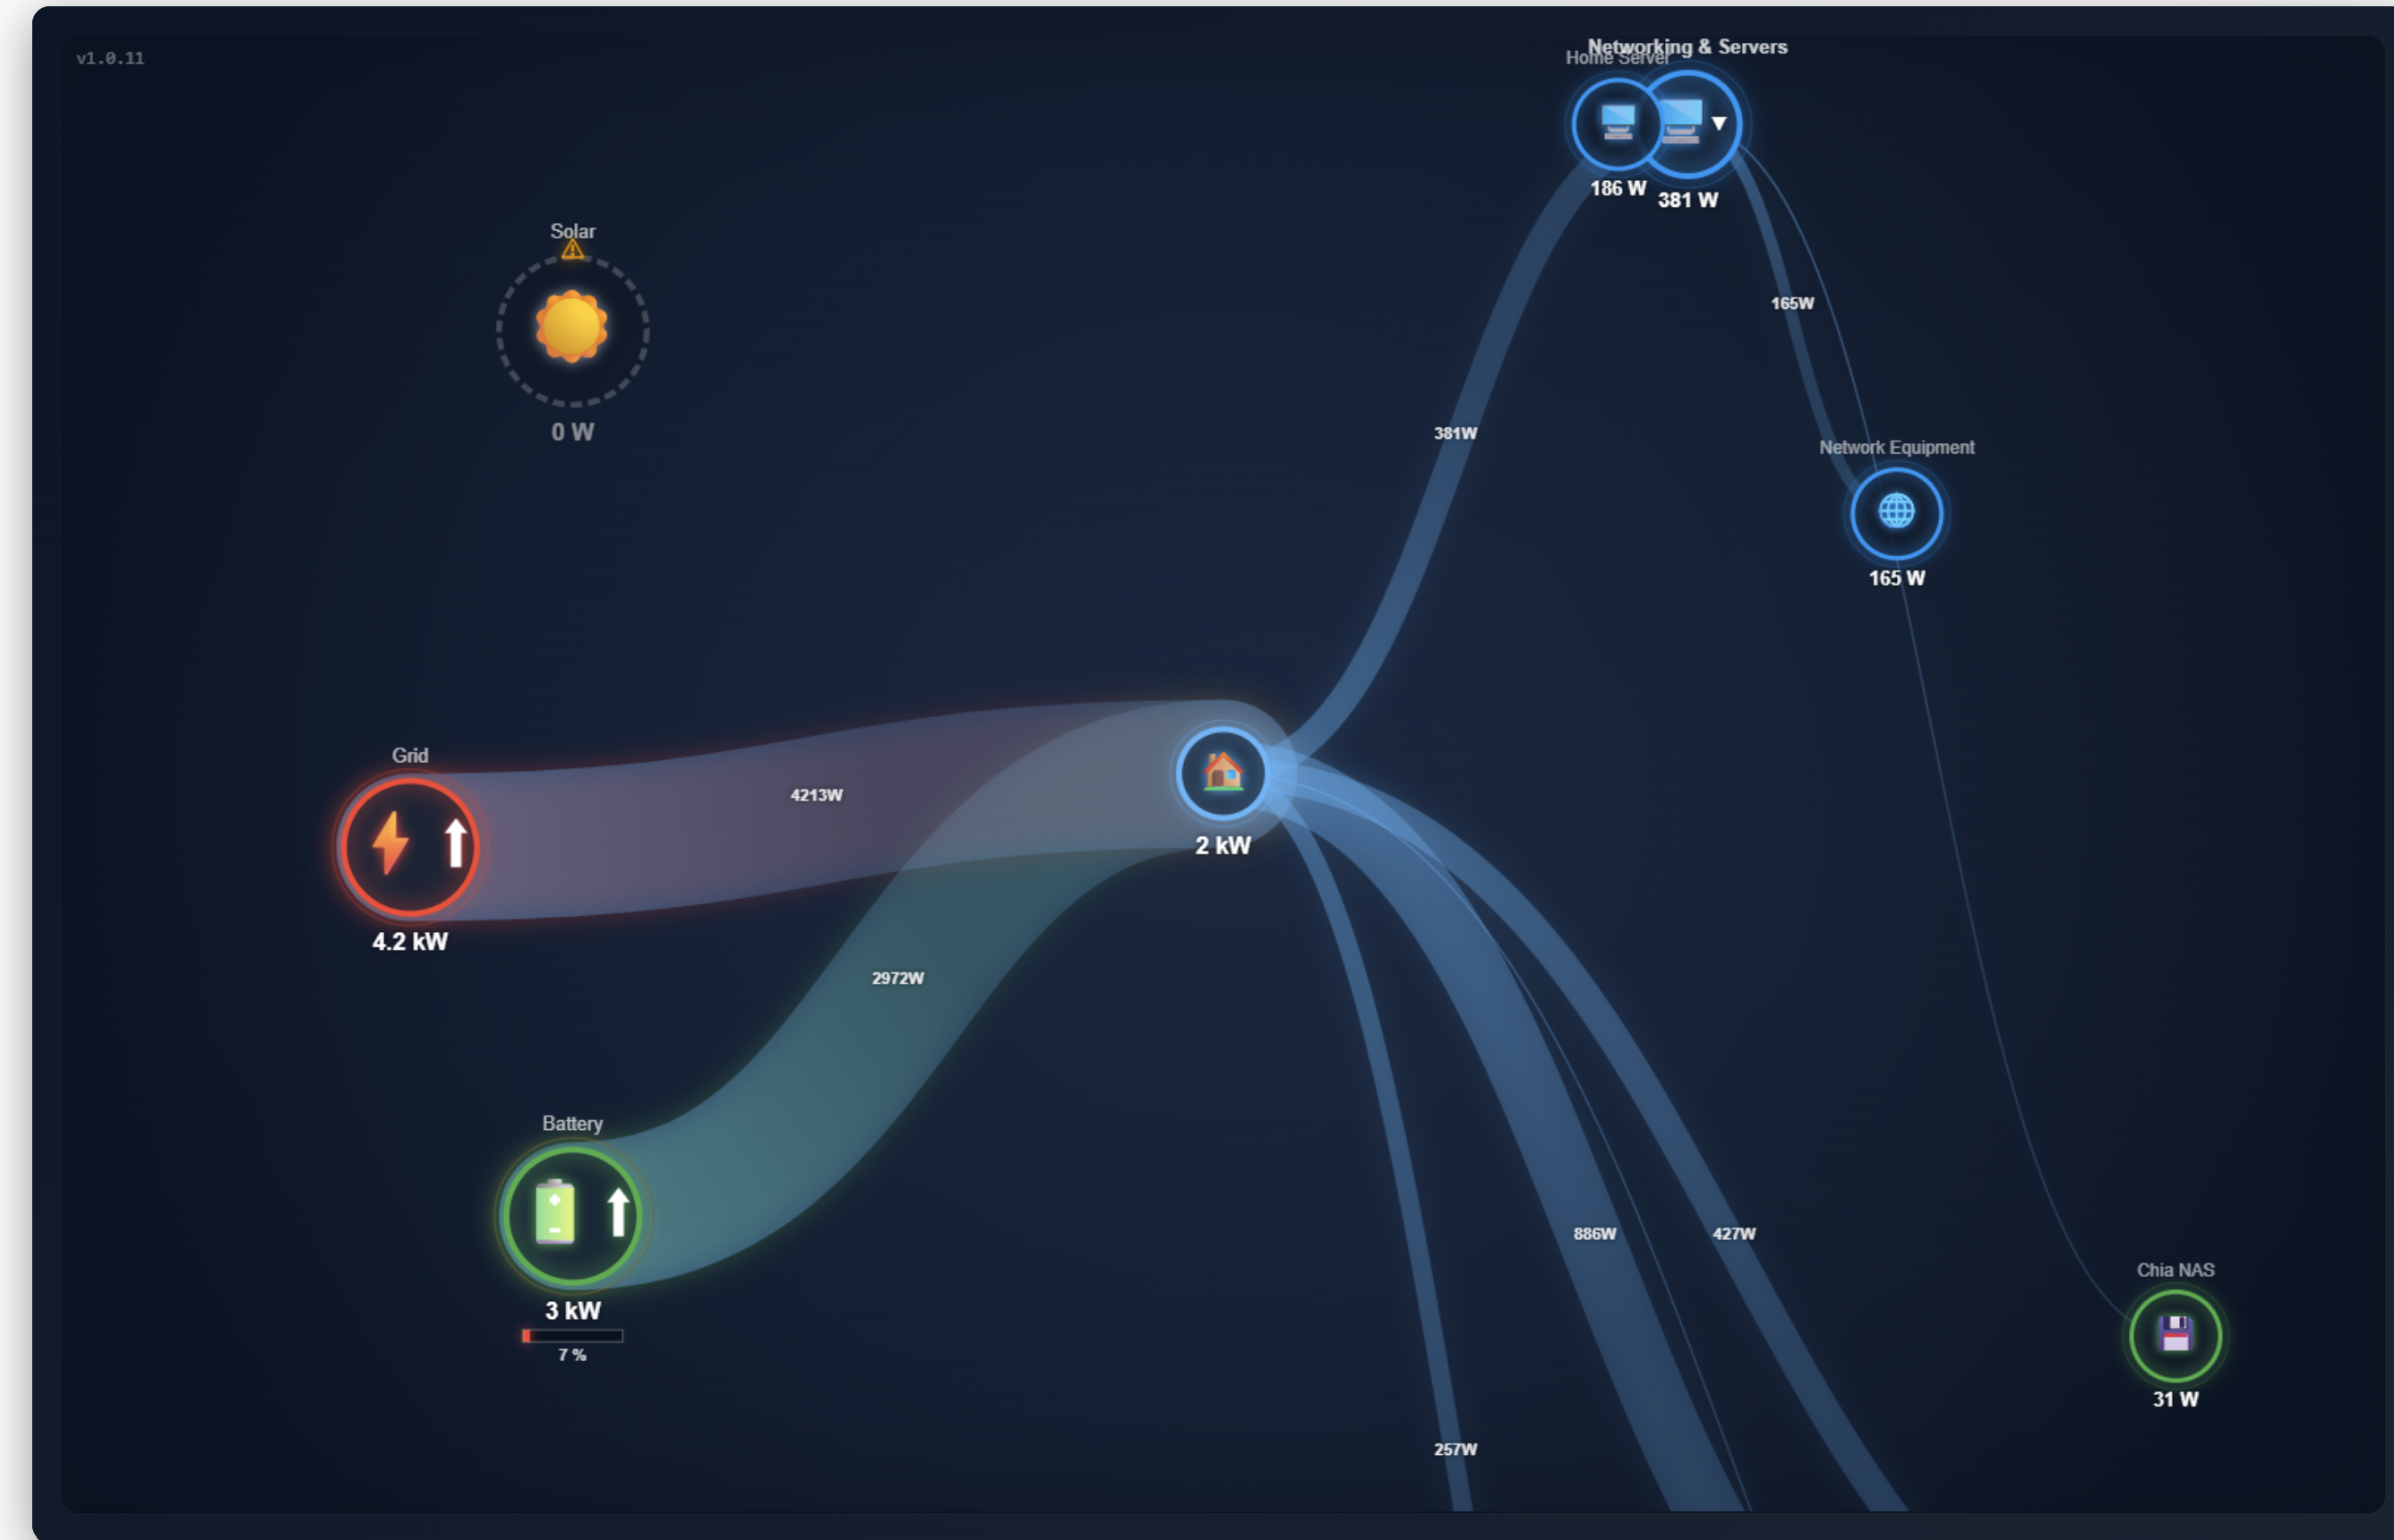 v1.0.11
Networking & Servers
Home Server
186 W
381 W
Solar
0 W
165W
381W
Network Equipment
165 W
Grid
4213W
4.2 kW
2 kW
2972W
Battery
3 kW
7 %
886W
427W
Chia NAS
31 W
257W